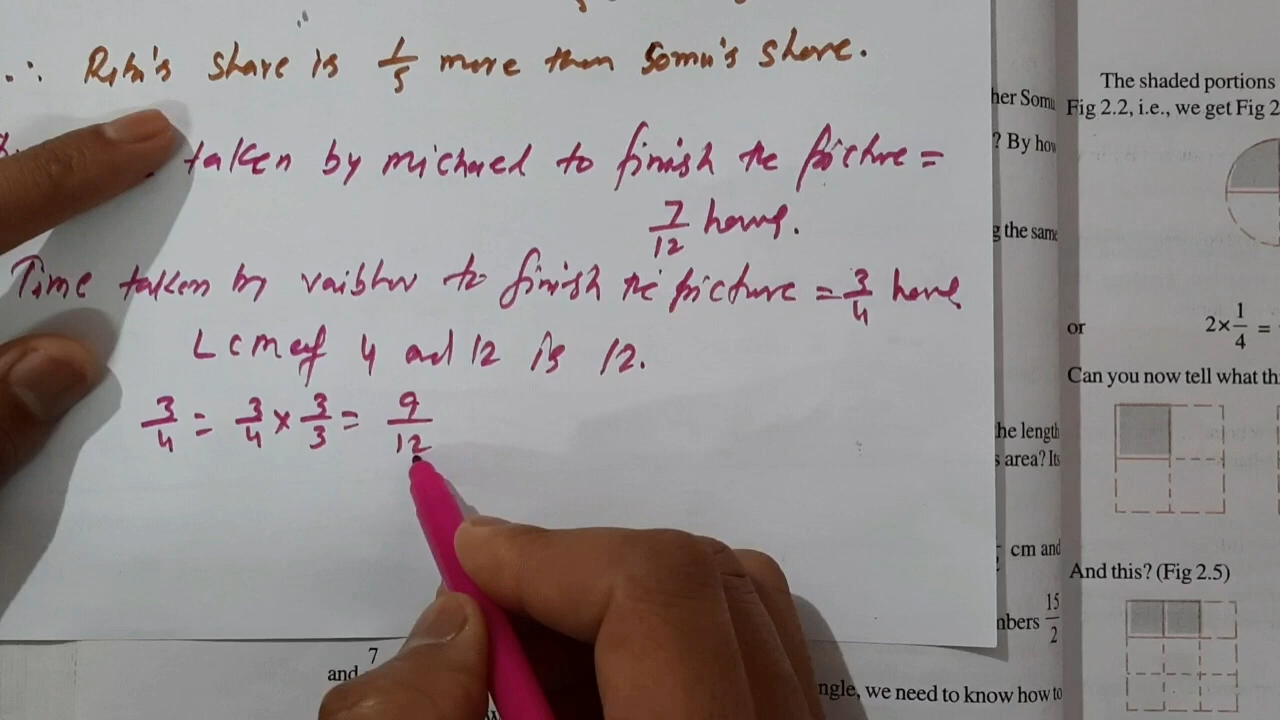 ∴ Ritu's share is 1/5 more than Somu's share.
taken by michael to finish the picture =
7/12 hours.
Time taken by vaibhav to finish the picture = 3/4 hours
LCM of 4 and 12 is 12.
3/4 = 3/4 × 3/3 = 9/12
and 7
her Somu
? By how
g the same
he length
s area? Its
cm and
nbers 15/2
ngle, we need to know how to
The shaded portions
Fig 2.2, i.e., we get Fig 2
or 2×1/4 =
Can you now tell what th
And this? (Fig 2.5)